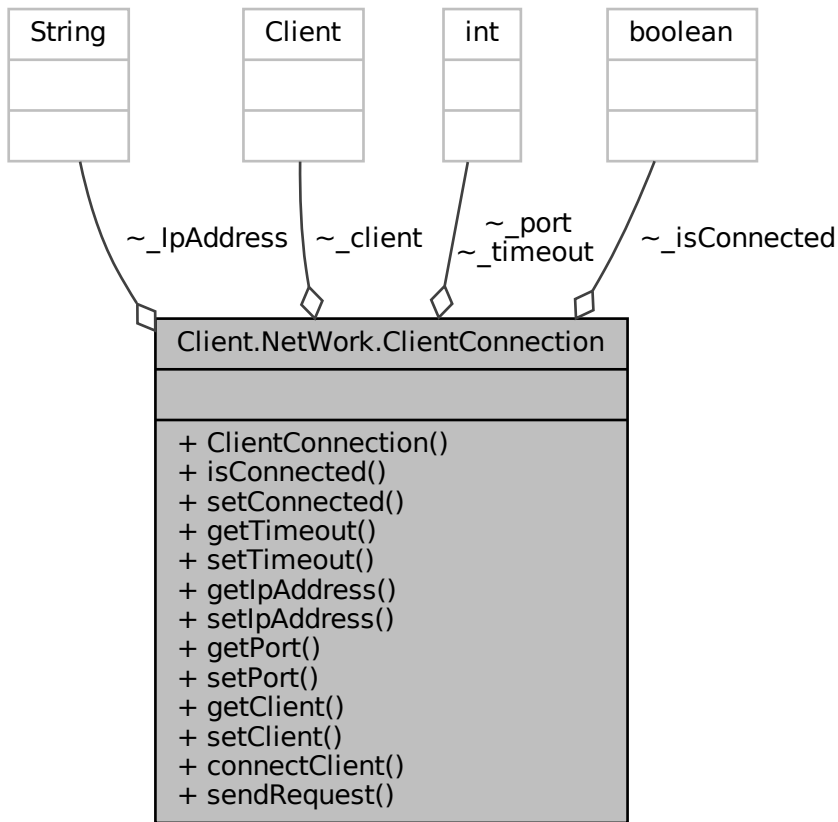 String
Client
int
boolean
~_IpAddress
~_client
~_port
~_timeout
~_isConnected
Client.NetWork.ClientConnection
+ ClientConnection()
+ isConnected()
+ setConnected()
+ getTimeout()
+ setTimeout()
+ getIpAddress()
+ setIpAddress()
+ getPort()
+ setPort()
+ getClient()
+ setClient()
+ connectClient()
+ sendRequest()